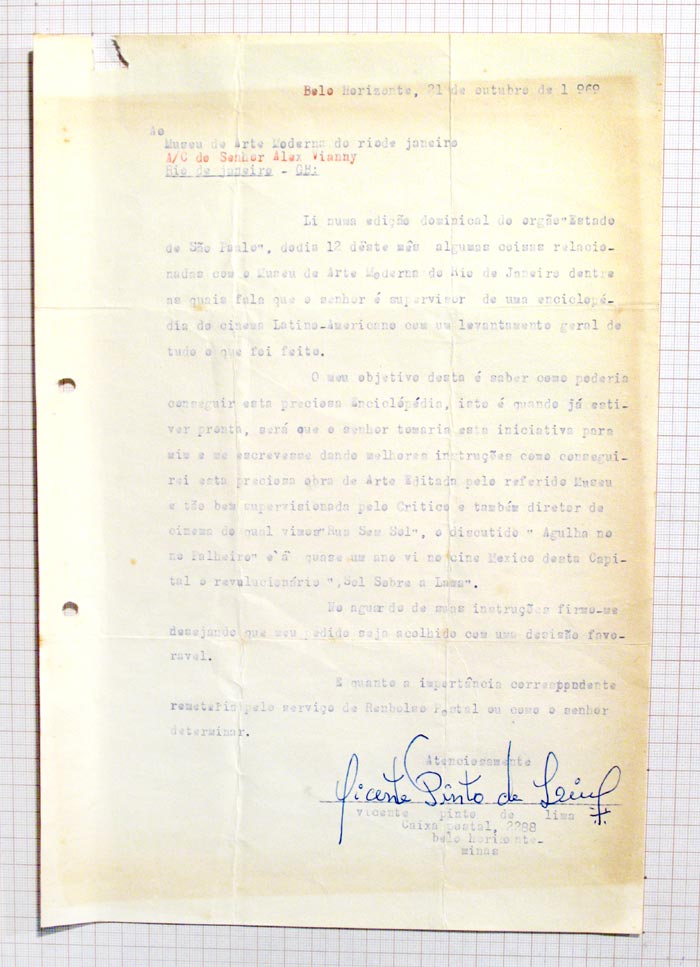 Belo Horizonte, 21 de outubro de 1 969
Ao
Museu de Arte Moderna do riode janeiro
A/C do Senhor Alex Vianny
Rio de janeiro - GB:
Li numa edição dominical do orgão"Estado
de São Paulo", dodia 12 dêste mês algumas coisas relacio-
nadas com o Museu de Arte Moderna do Rio de Janeiro dentre
as quais fala que o senhor é supervisor de uma enciclopé-
dia do cinema Latino-Americano com um levantamento geral de
tudo o que foi feito.
O meu objetivo desta é saber como poderia
conseguir esta preciosa Enciclópédia, isto é quando já esti-
ver pronta, será que o senhor tomaria esta iniciativa para
mim e me escrevesse dando melhores instruções como consegui-
rei esta preciosa obra de Arte Editada pelo referido Museu
e tão bem supervisionada pelo Critico e também diretor de
cinema do qual vimos"Rua Sem Sol", o discutido " Agulha no
no Palheiro" e à quase um ano vi no cine Mexico desta Capi-
tal o revolucionário ",Sol Sobre a Lama".
No aguardo de suas instruções firmo-me
desejando que meu pedido seja acolhido com uma desisão favo-
ravel.
E quanto a importância correspondente
remeteria pelo serviço de Renbolso Postal ou como o senhor
determinar.
Atenciosamente
Vicente Pinto de Lima
vicente pinto de lima
Caixa postal, 2288
belo horizonte-
minas